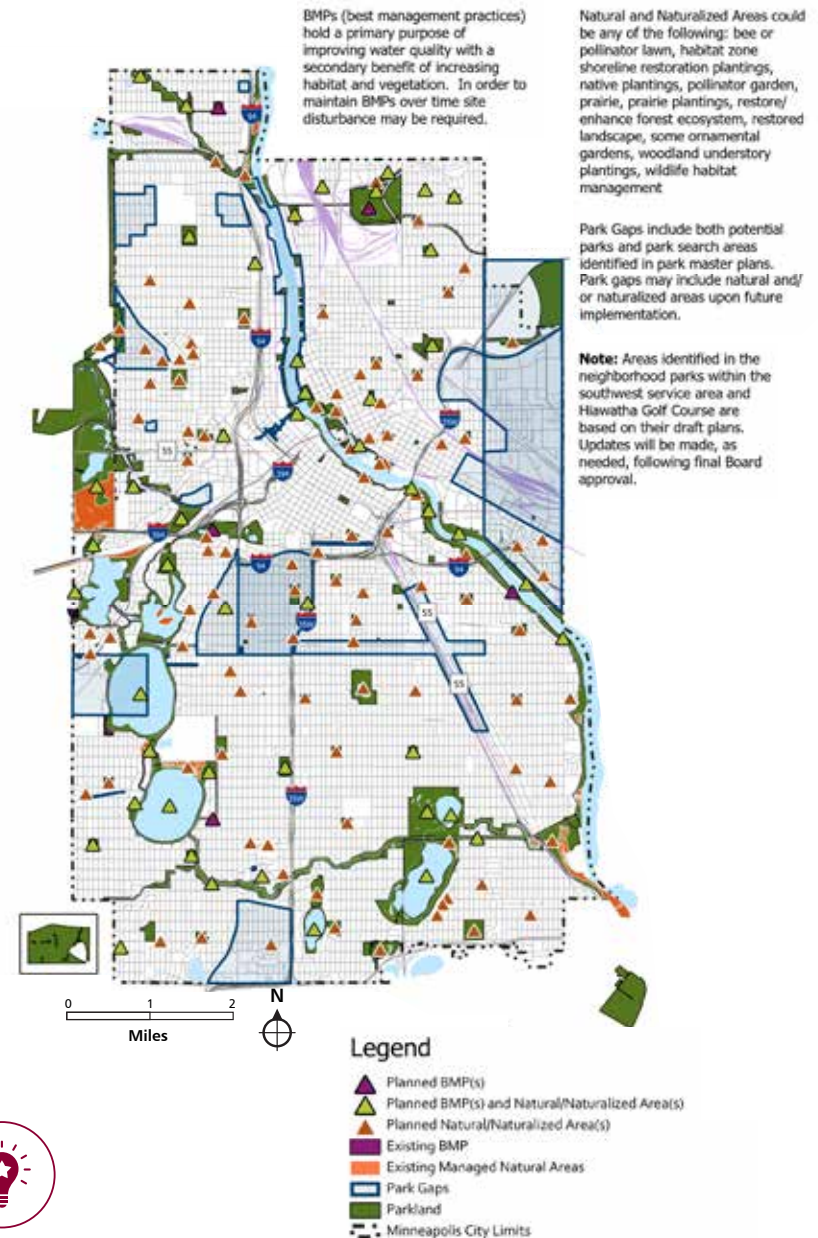 BMPs (best management practices)
hold a primary purpose of
improving water quality with a
secondary benefit of increasing
habitat and vegetation. In order to
maintain BMPs over time site
disturbance may be required.
Natural and Naturalized Areas could
be any of the following: bee or
pollinator lawn, habitat zone
shoreline restoration plantings,
native plantings, pollinator garden,
prairie, prairie plantings, restore/
enhance forest ecosystem, restored
landscape, some ornamental
gardens, woodland understory
plantings, wildlife habitat
management
Park Gaps include both potential
parks and park search areas
identified in park master plans.
Park gaps may include natural and/
or naturalized areas upon future
implementation.
Note: Areas identified in the
neighborhood parks within the
southwest service area and
Hiawatha Golf Course are
based on their draft plans.
Updates will be made, as
needed, following final Board
approval.
94
94
55
394
394
94
94
55
55
0 1 2
Miles
N
Legend
Planned BMP(s)
Planned BMP(s) and Natural/Naturalized Area(s)
Planned Natural/Naturalized Area(s)
Existing BMP
Existing Managed Natural Areas
Park Gaps
Parkland
Minneapolis City Limits